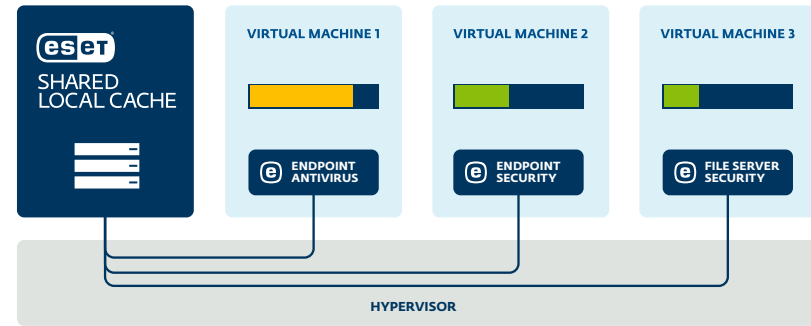 eset
SHARED
LOCAL CACHE
VIRTUAL MACHINE 1
e ENDPOINT
ANTIVIRUS
VIRTUAL MACHINE 2
e ENDPOINT
SECURITY
VIRTUAL MACHINE 3
e FILE SERVER
SECURITY
HYPERVISOR